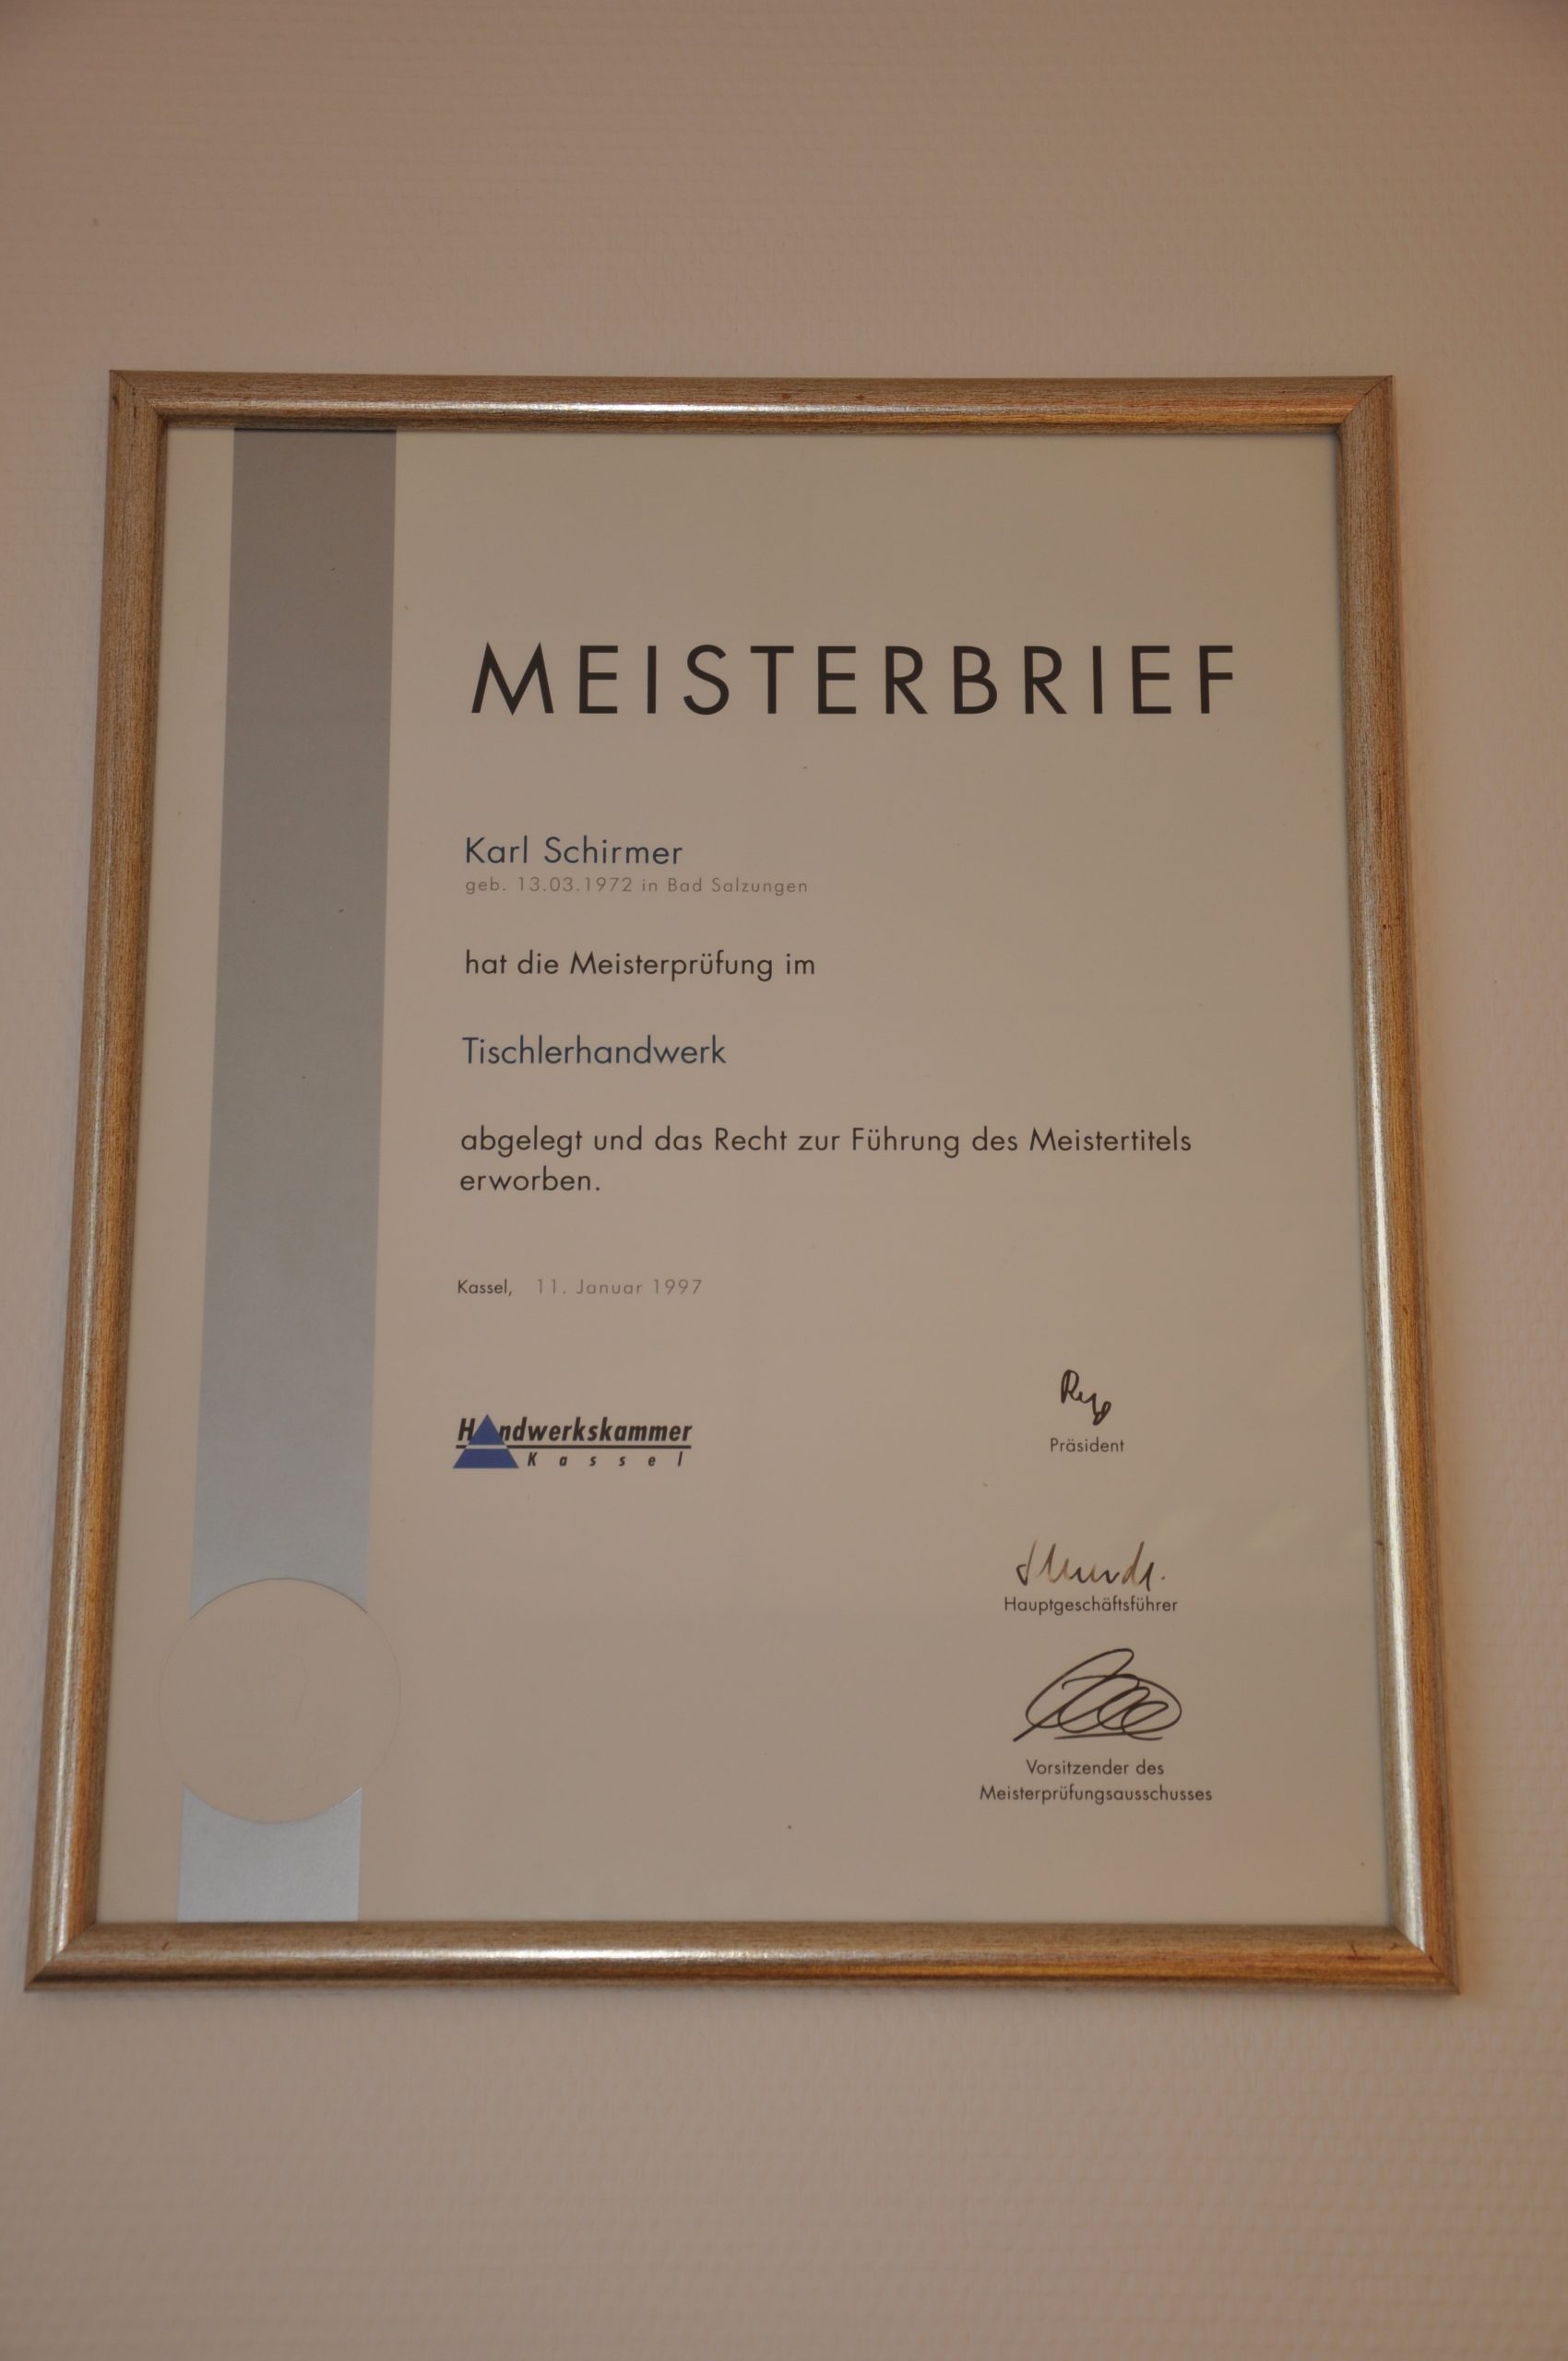 MEISTERBRIEF
Karl Schirmer
geb. 13.03.1972 in Bad Salzungen
hat die Meisterprüfung im
Tischlerhandwerk
abgelegt und das Recht zur Führung des Meistertitels
erworben.
Kassel, 11. Januar 1997
Handwerkskammer
Kassel
Präsident
Hauptgeschäftsführer
Vorsitzender des
Meisterprüfungsausschusses